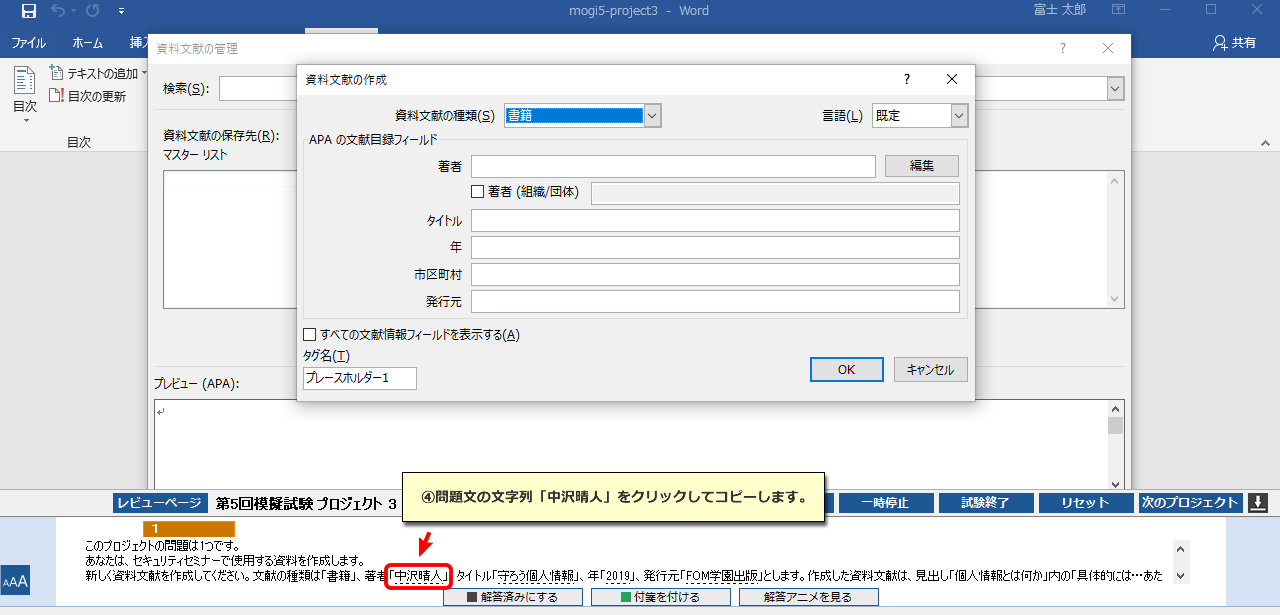 mogi5-project3 - Word
富士 太郎
ファイル
ホーム
挿入
共有
目次
テキストの追加
目次の更新
目次
資料文献の管理
検索(S):
資料文献の保存先(R):
マスター リスト
資料文献の作成
資料文献の種類(S)
書籍
言語(L)
既定
APA の文献目録フィールド
著者
編集
著者 (組織/団体)
タイトル
年
市区町村
発行元
すべての文献情報フィールドを表示する(A)
タグ名(T)
プレースホルダー1
OK
キャンセル
プレビュー (APA):
④問題文の文字列「中沢晴人」をクリックしてコピーします。
レビューページ
第5回模擬試験 プロジェクト 3
一時停止
試験終了
リセット
次のプロジェクト
1
このプロジェクトの問題は1つです。
あなたは、セキュリティセミナーで使用する資料を作成します。
新しく資料文献を作成してください。文献の種類は「書籍」、著者「中沢晴人」、タイトル「守ろう個人情報」、年「2019」、発行元「FOM学園出版」とします。作成した資料文献は、見出し「個人情報とは何か」内の「具体的には…あた
AAA
解答済みにする
付箋を付ける
解答アニメを見る